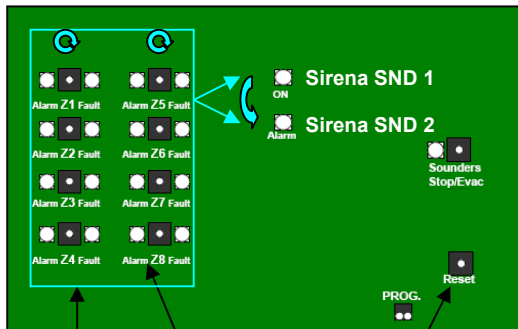 Sirena SND 1
ON
Alarm Z1 Fault
Alarm Z5 Fault
Sirena SND 2
Alarm
Alarm Z2 Fault
Alarm Z6 Fault
Sounders
Stop/Evac
Alarm Z3 Fault
Alarm Z7 Fault
Alarm Z4 Fault
Alarm Z8 Fault
Reset
PROG.